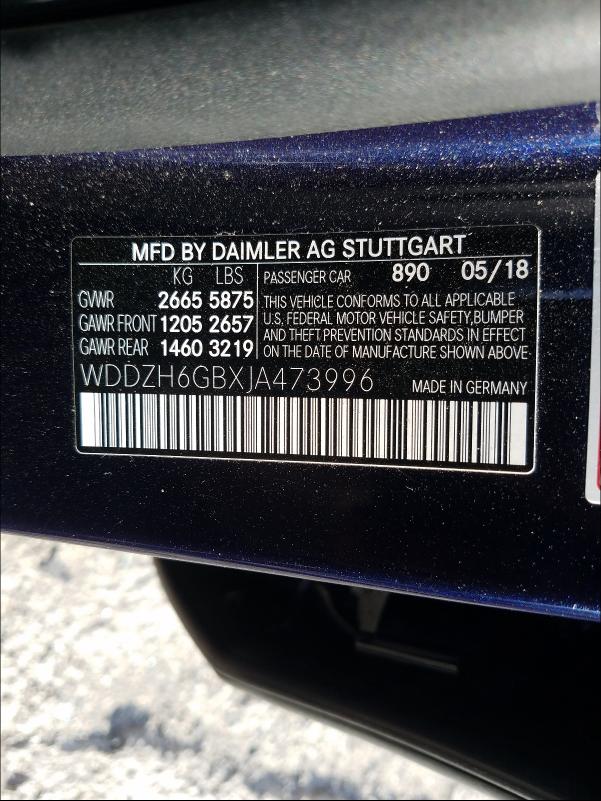 MFD BY DAIMLER AG STUTTGART
KG LBS
GVWR 2665 5875
GAWR FRONT 1205 2657
GAWR REAR 1460 3219
PASSENGER CAR 890 05/18
THIS VEHICLE CONFORMS TO ALL APPLICABLE
U.S. FEDERAL MOTOR VEHICLE SAFETY,BUMPER
AND THEFT PREVENTION STANDARDS IN EFFECT
ON THE DATE OF MANUFACTURE SHOWN ABOVE
WDDZH6GBXJA473996 MADE IN GERMANY